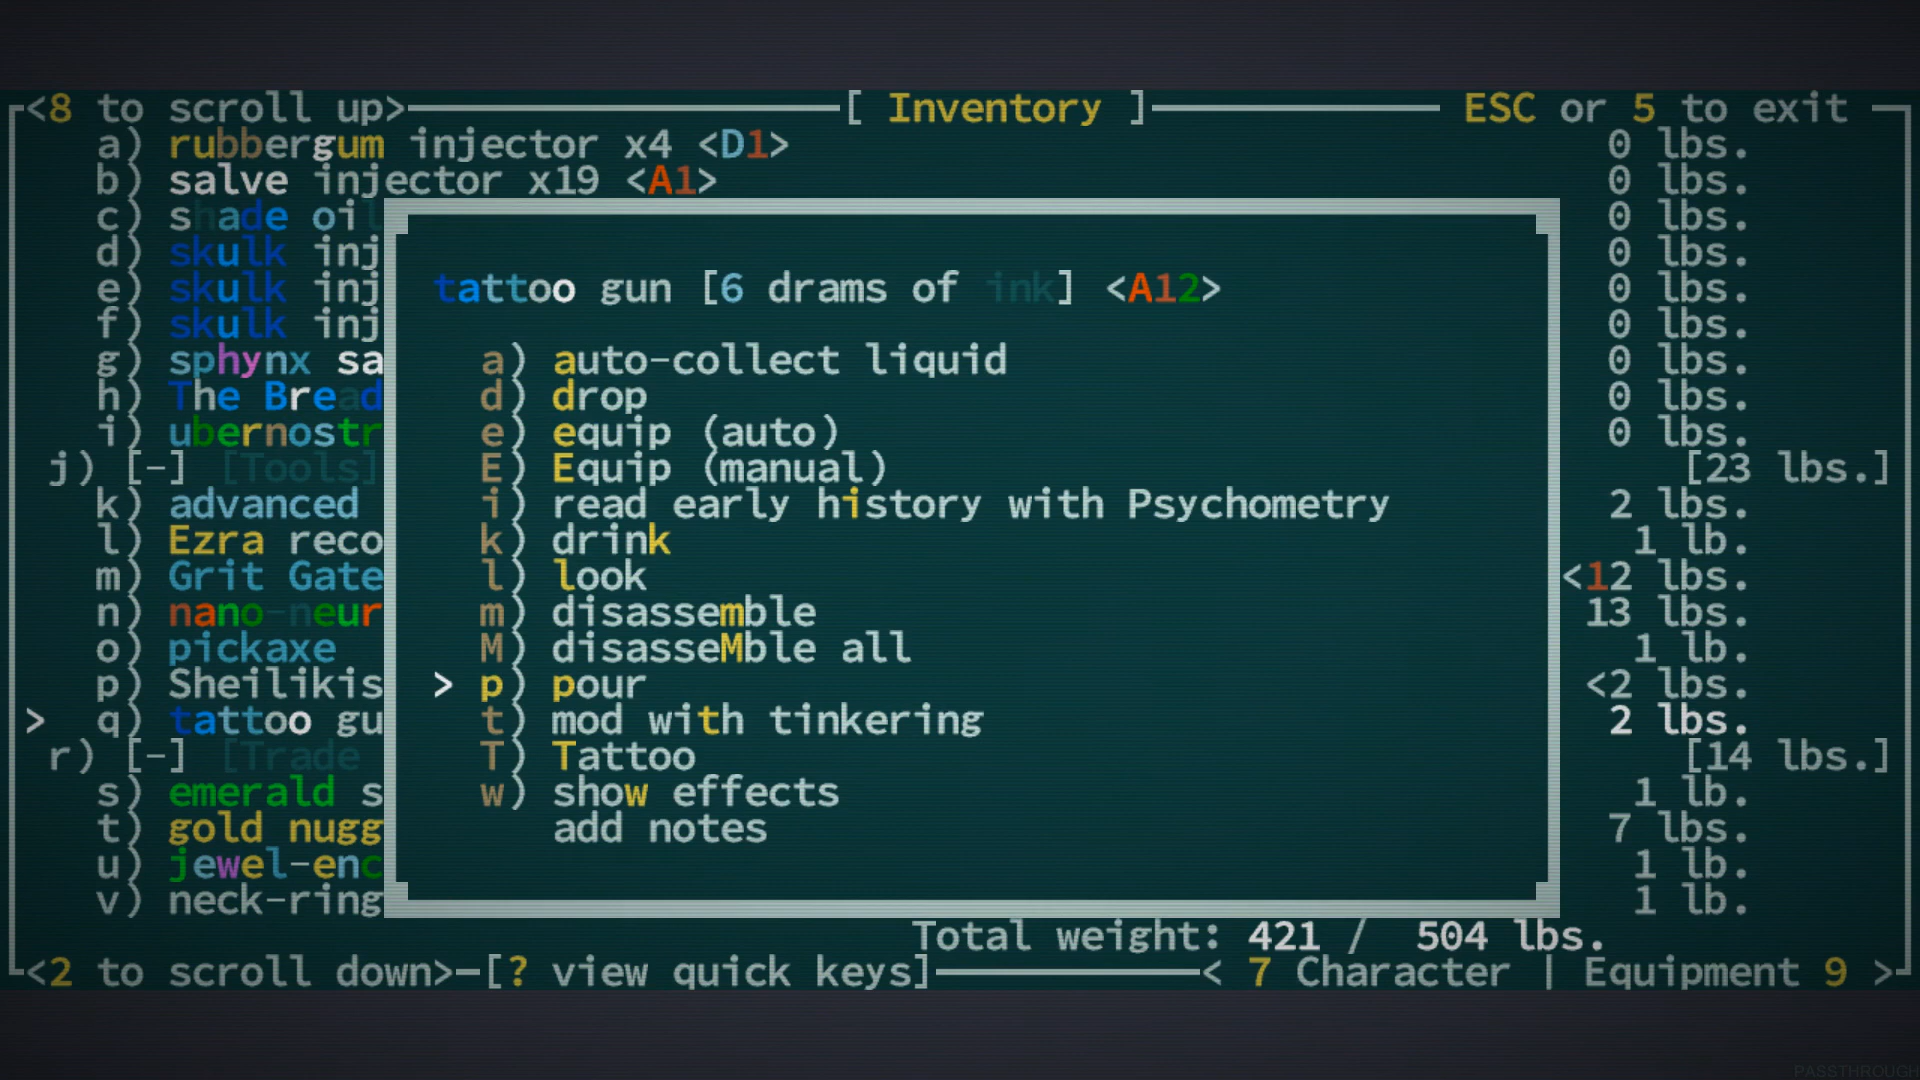 <8 to scroll up> [ Inventory ] ESC or 5 to exit
a) rubbergum injector x4 <D1> 0 lbs.
b) salve injector x19 <A1> 0 lbs.
c) shade oil 0 lbs.
d) skulk inj 0 lbs.
e) skulk inj 0 lbs.
f) skulk inj 0 lbs.
g) sphynx sa 0 lbs.
h) The Bread 0 lbs.
i) ubernostr 0 lbs.
j) [-] [Tools] [23 lbs.]
k) advanced 2 lbs.
l) Ezra reco 1 lb.
m) Grit Gate <12 lbs.
n) nano-neur 13 lbs.
o) pickaxe 1 lb.
p) Sheilikis <2 lbs.
> q) tattoo gu 2 lbs.
r) [-] [Trade [14 lbs.]
s) emerald s 1 lb.
t) gold nugg 7 lbs.
u) jewel-enc 1 lb.
v) neck-ring 1 lb.
tattoo gun [6 drams of ink] <A12>
a) auto-collect liquid
d) drop
e) equip (auto)
E) Equip (manual)
i) read early history with Psychometry
k) drink
l) look
m) disassemble
M) disasseMble all
> p) pour
t) mod with tinkering
T) Tattoo
w) show effects
add notes
Total weight: 421 / 504 lbs.
<2 to scroll down> [? view quick keys] < 7 Character | Equipment 9 >
PASSTHROUGH